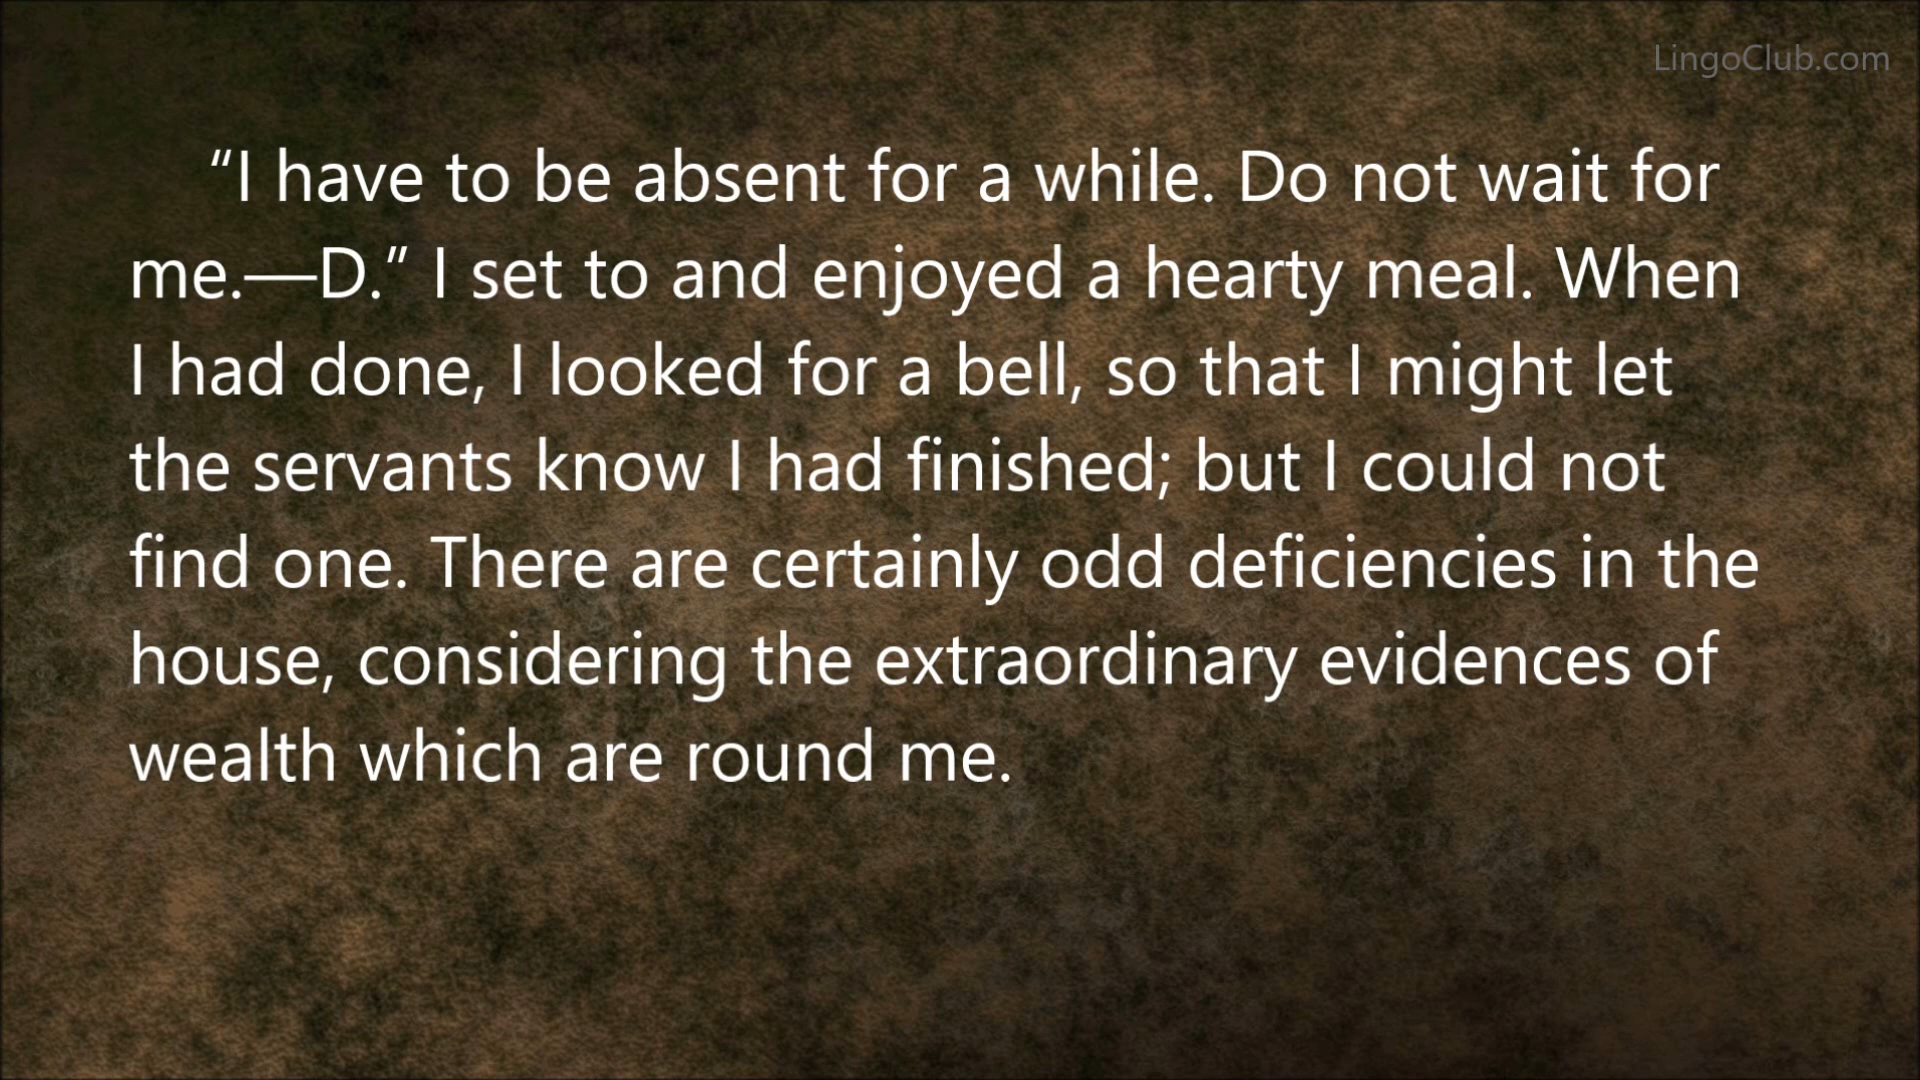 LingoClub.com
“I have to be absent for a while. Do not wait for
me.—D.” I set to and enjoyed a hearty meal. When
I had done, I looked for a bell, so that I might let
the servants know I had finished; but I could not
find one. There are certainly odd deficiencies in the
house, considering the extraordinary evidences of
wealth which are round me.